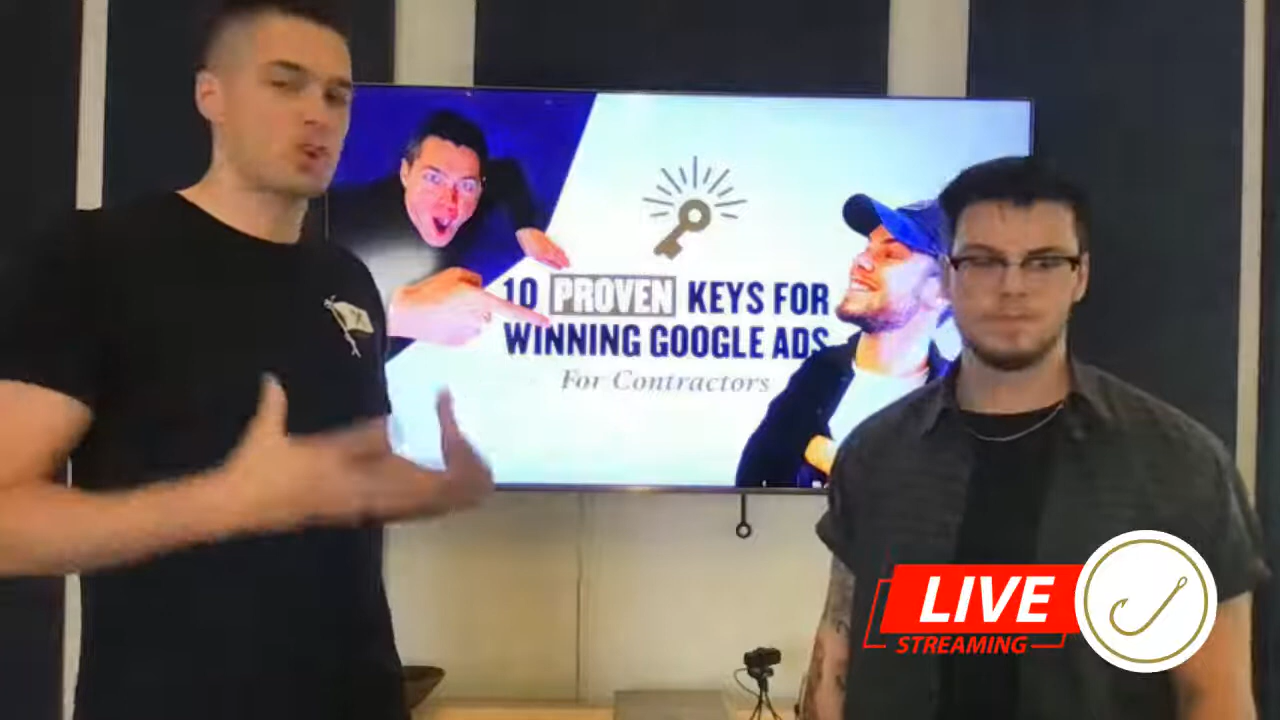 10 PROVEN KEYS FOR
WINNING GOOGLE ADS
For Contractors
LIVE
STREAMING